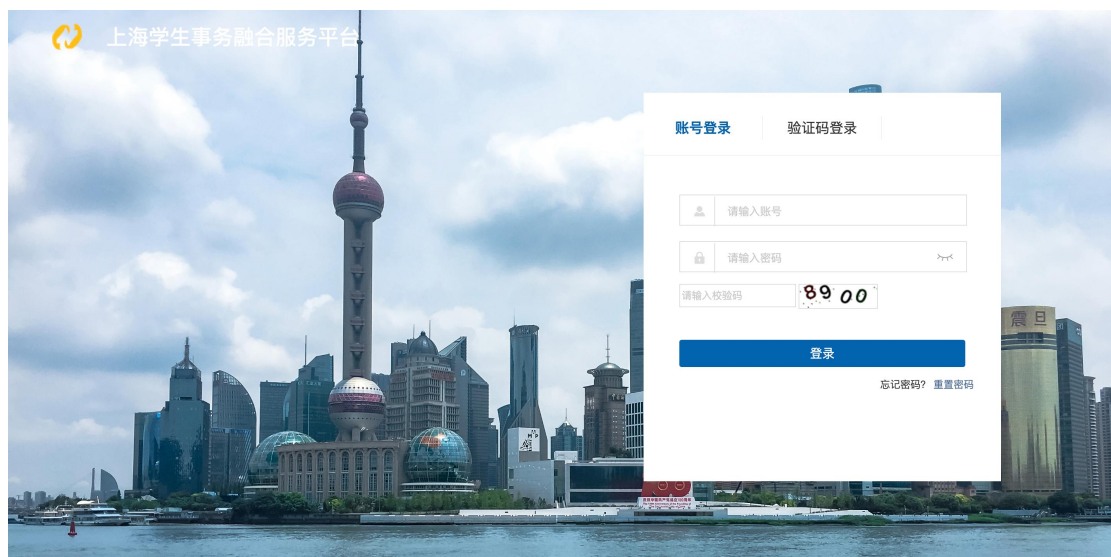 上海学生事务融合服务平台
账号登录
验证码登录
请输入账号
请输入密码
请输入校验码
8900
登录
忘记密码? 重置密码
震旦